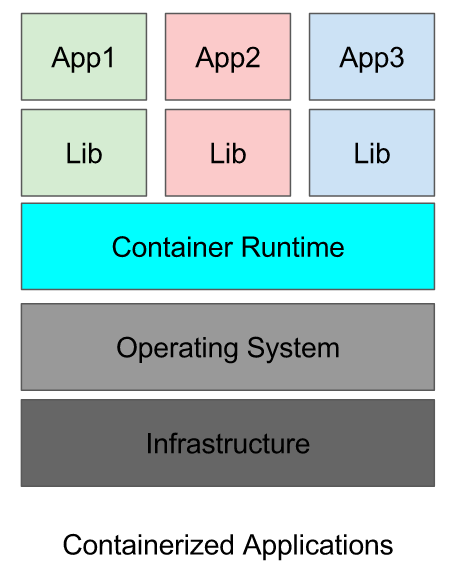 App1 App2 App3
Lib Lib Lib
Container Runtime
Operating System
Infrastructure
Containerized Applications